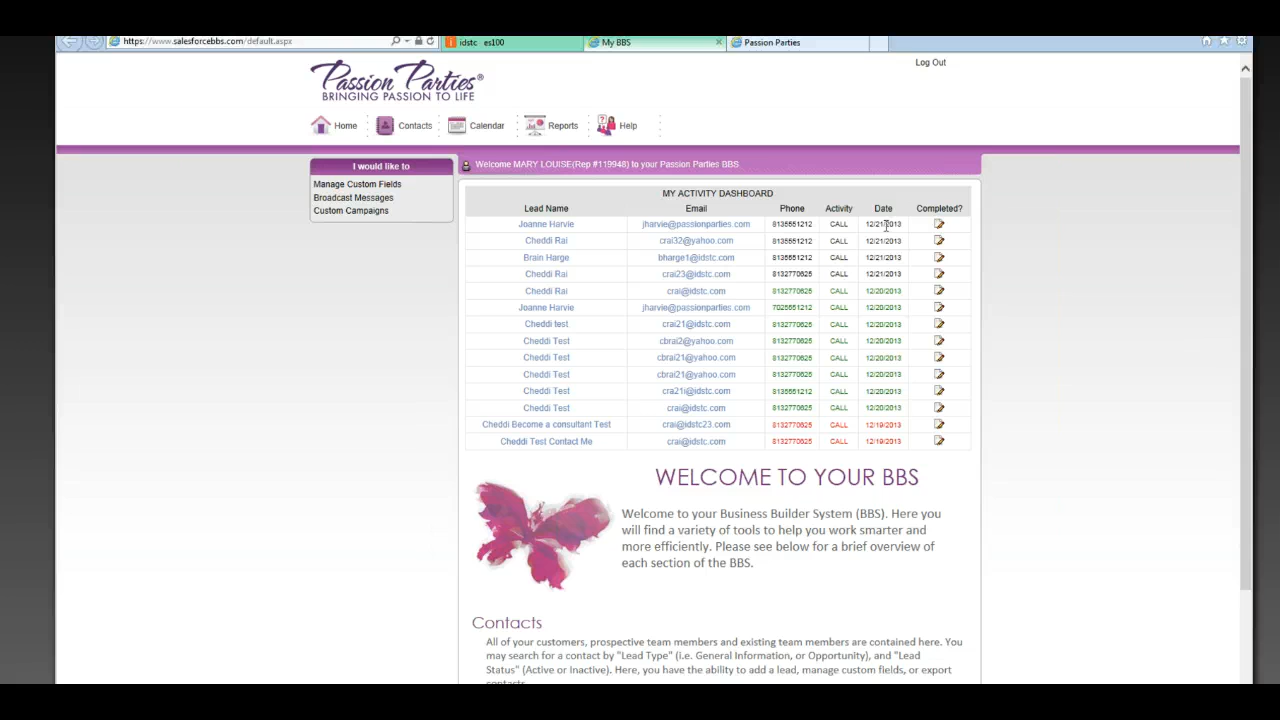 https://www.salesforcebbs.com/default.aspx
idstc es100
My BBS
Passion Parties
Log Out
Passion Parties®
BRINGING PASSION TO LIFE
Home Contacts Calendar Reports Help
I would like to
Manage Custom Fields
Broadcast Messages
Custom Campaigns
Welcome MARY LOUISE(Rep #119948) to your Passion Parties BBS
MY ACTIVITY DASHBOARD
Lead Name Email Phone Activity Date Completed?
Joanne Harvie jharvie@passionparties.com 8135551212 CALL 12/21/2013
Cheddi Rai crai32@yahoo.com 8135551212 CALL 12/21/2013
Brain Harge bharge1@idstc.com 8135551212 CALL 12/21/2013
Cheddi Rai crai23@idstc.com 8132770625 CALL 12/21/2013
Cheddi Rai crai@idstc.com 8132770625 CALL 12/20/2013
Joanne Harvie jharvie@passionparties.com 7025551212 CALL 12/20/2013
Cheddi test crai21@idstc.com 8132770625 CALL 12/20/2013
Cheddi Test cbrai2@yahoo.com 8132770625 CALL 12/20/2013
Cheddi Test cbrai21@yahoo.com 8132770625 CALL 12/20/2013
Cheddi Test cbrai21@yahoo.com 8132770625 CALL 12/20/2013
Cheddi Test cra21i@idstc.com 8135551212 CALL 12/20/2013
Cheddi Test crai@idstc.com 8132770625 CALL 12/20/2013
Cheddi Become a consultant Test crai@idstc23.com 8132770625 CALL 12/19/2013
Cheddi Test Contact Me crai@idstc.com 8132770625 CALL 12/19/2013
WELCOME TO YOUR BBS
Welcome to your Business Builder System (BBS). Here you
will find a variety of tools to help you work smarter and
more efficiently. Please see below for a brief overview of
each section of the BBS.
Contacts
All of your customers, prospective team members and existing team members are contained here. You
may search for a contact by "Lead Type" (i.e. General Information, or Opportunity), and "Lead
Status" (Active or Inactive). Here, you have the ability to add a lead, manage custom fields, or export
contacts.